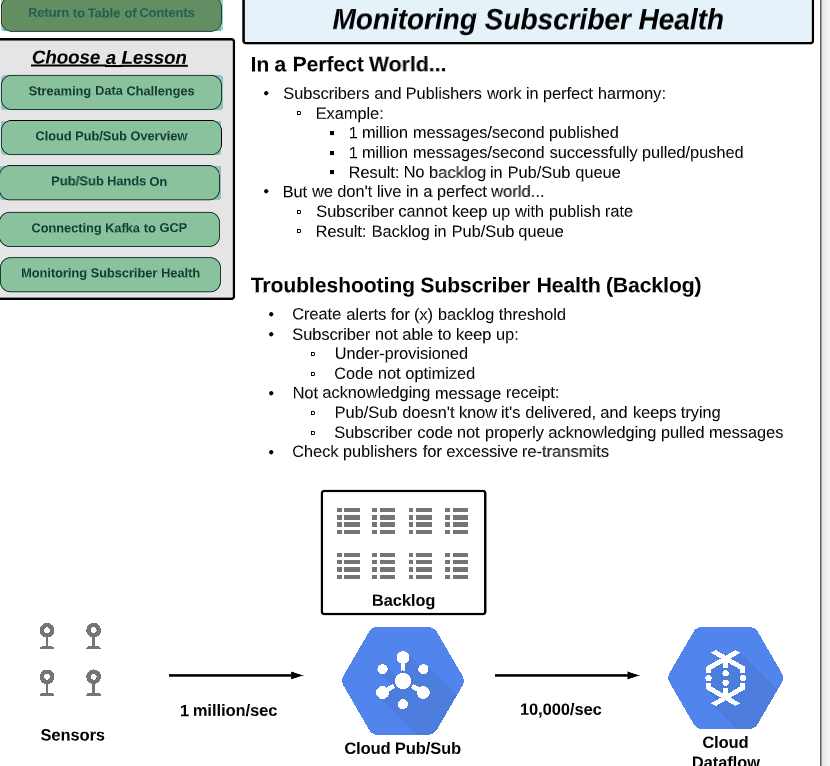 Return to Table of Contents
Choose a Lesson
Streaming Data Challenges
Cloud Pub/Sub Overview
Pub/Sub Hands On
Connecting Kafka to GCP
Monitoring Subscriber Health
Monitoring Subscriber Health
In a Perfect World...
• Subscribers and Publishers work in perfect harmony:
▫ Example:
▪ 1 million messages/second published
▪ 1 million messages/second successfully pulled/pushed
▪ Result: No backlog in Pub/Sub queue
• But we don't live in a perfect world...
▫ Subscriber cannot keep up with publish rate
▫ Result: Backlog in Pub/Sub queue
Troubleshooting Subscriber Health (Backlog)
• Create alerts for (x) backlog threshold
• Subscriber not able to keep up:
▫ Under-provisioned
▫ Code not optimized
• Not acknowledging message receipt:
▫ Pub/Sub doesn't know it's delivered, and keeps trying
▫ Subscriber code not properly acknowledging pulled messages
• Check publishers for excessive re-transmits
Backlog
1 million/sec
10,000/sec
Sensors
Cloud Pub/Sub
Cloud
Dataflow